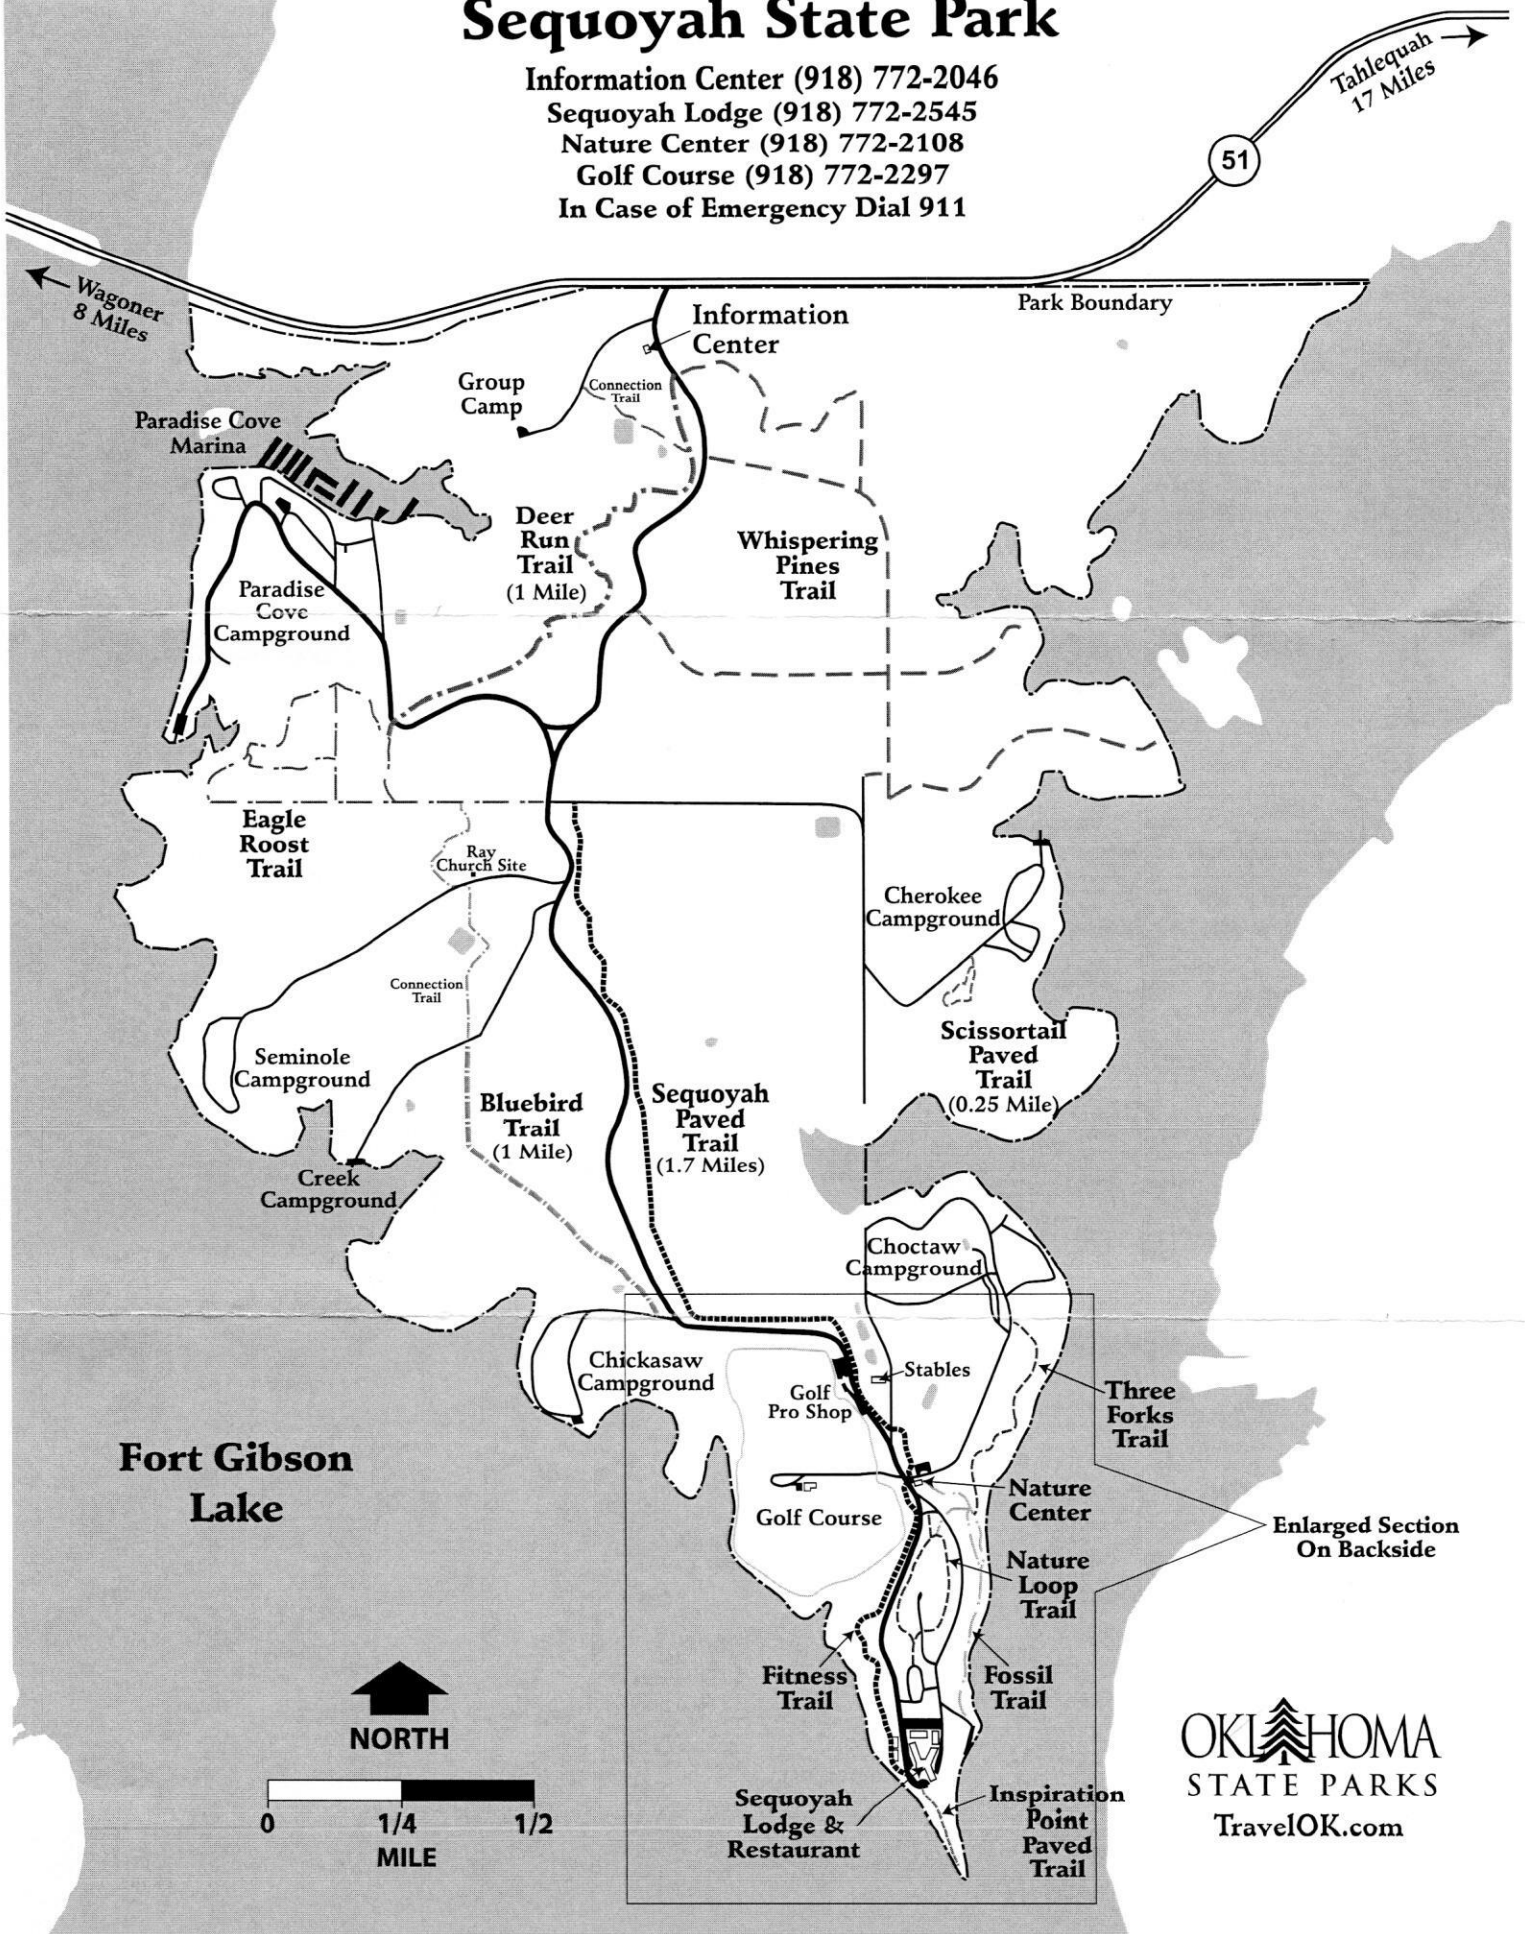 Sequoyah State Park
Information Center (918) 772-2046
Sequoyah Lodge (918) 772-2545
Nature Center (918) 772-2108
Golf Course (918) 772-2297
In Case of Emergency Dial 911
Tahlequah
17 Miles
51
Wagoner
8 Miles
Park Boundary
Information
Center
Group
Camp
Connection
Trail
Paradise Cove
Marina
Deer
Run
Trail
(1 Mile)
Whispering
Pines
Trail
Paradise
Cove
Campground
Eagle
Roost
Trail
Ray
Church Site
Cherokee
Campground
Connection
Trail
Scissortail
Paved
Trail
(0.25 Mile)
Seminole
Campground
Bluebird
Trail
(1 Mile)
Sequoyah
Paved
Trail
(1.7 Miles)
Creek
Campground
Choctaw
Campground
Chickasaw
Campground
Stables
Golf
Pro Shop
Three
Forks
Trail
Fort Gibson
Lake
Golf Course
Nature
Center
Enlarged Section
On Backside
Nature
Loop
Trail
Fitness
Trail
Fossil
Trail
NORTH
0 1/4 1/2
MILE
Sequoyah
Lodge &
Restaurant
Inspiration
Point
Paved
Trail
OKLAHOMA
STATE PARKS
TravelOK.com